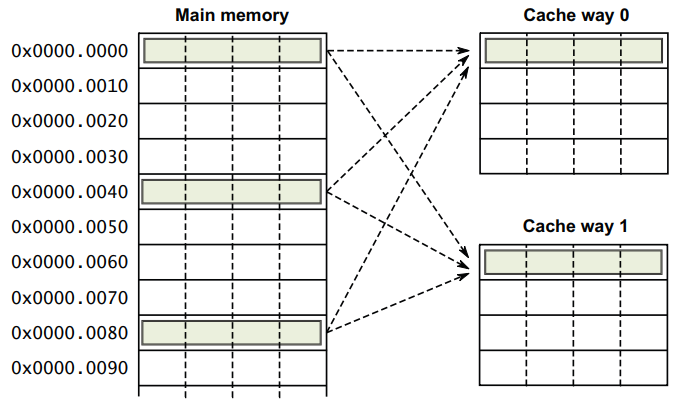 Main memory
Cache way 0
0x0000.0000
0x0000.0010
0x0000.0020
0x0000.0030
0x0000.0040
0x0000.0050
Cache way 1
0x0000.0060
0x0000.0070
0x0000.0080
0x0000.0090